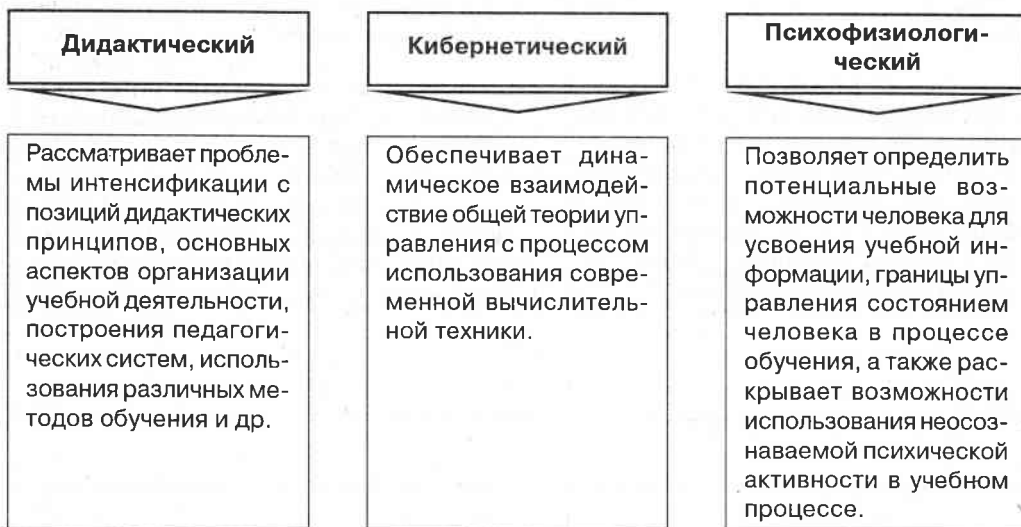 Дидактический
Рассматривает пробле-
мы интенсификации с
позиций дидактических
принципов, основных
аспектов организации
учебной деятельности,
построения педагоги-
ческих систем, исполь-
зования различных ме-
тодов обучения и др.
Кибернетический
Обеспечивает дина-
мическое взаимодей-
ствие общей теории уп-
равления с процессом
использования совре-
менной вычислитель-
ной техники.
Психофизиологи-
ческий
Позволяет определить
потенциальные воз-
можности человека для
усвоения учебной ин-
формации, границы уп-
равления состоянием
человека в процессе
обучения, а также рас-
крывает возможности
использования неосоз-
наваемой психической
активности в учебном
процессе.